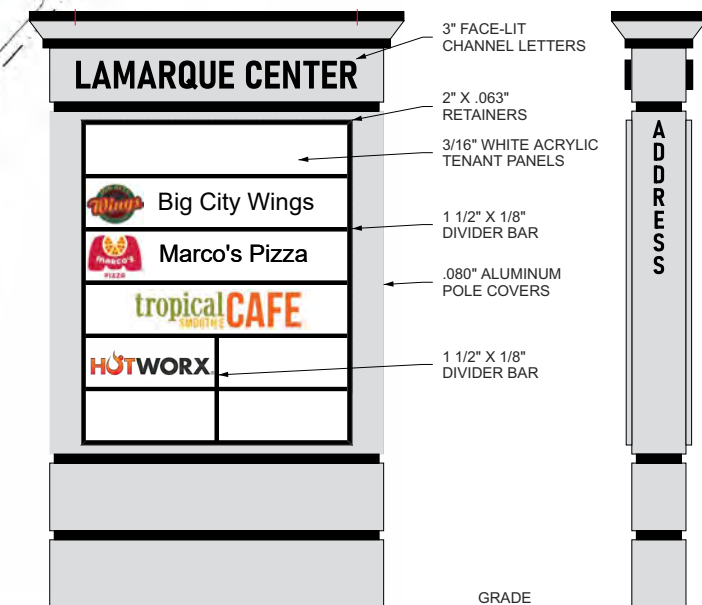 3" FACE-LIT
CHANNEL LETTERS
LAMARQUE CENTER
2" X .063"
RETAINERS
3/16" WHITE ACRYLIC
TENANT PANELS
Wings
Big City Wings
1 1/2" X 1/8"
DIVIDER BAR
MARCO'S
PIZZA
Marco's Pizza
.080" ALUMINUM
POLE COVERS
tropical
SMOOTHIE
CAFE
HOTWORX
1 1/2" X 1/8"
DIVIDER BAR
GRADE
ADDRESS